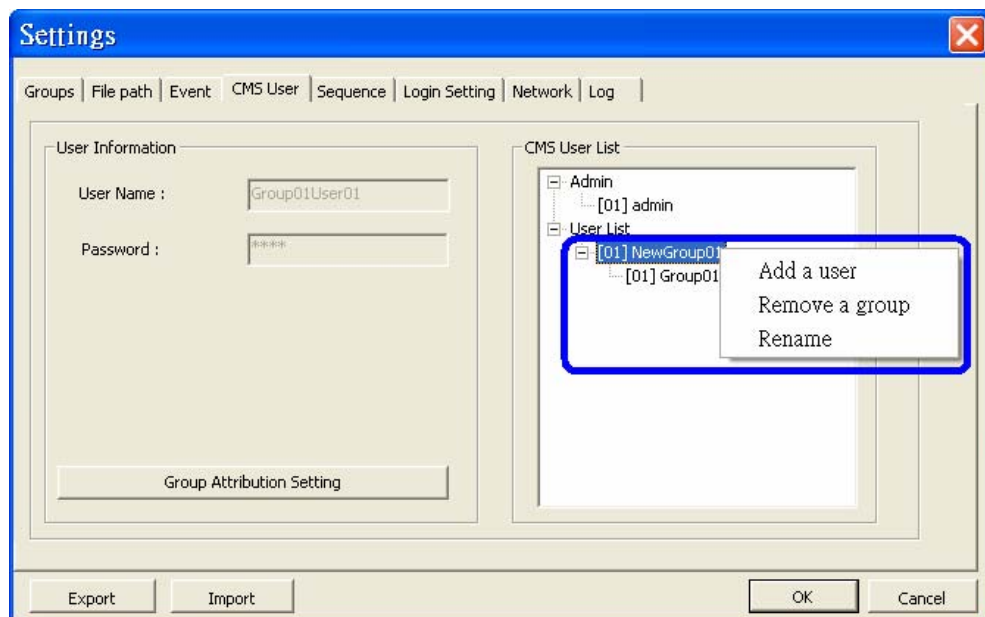 Settings
Groups File path Event CMS User Sequence Login Setting Network Log
User Information
User Name : Group01User01
Password : ****
Group Attribution Setting
CMS User List
Admin
[01] admin
User List
[01] NewGroup01
[01] Group01
Add a user
Remove a group
Rename
Export Import OK Cancel